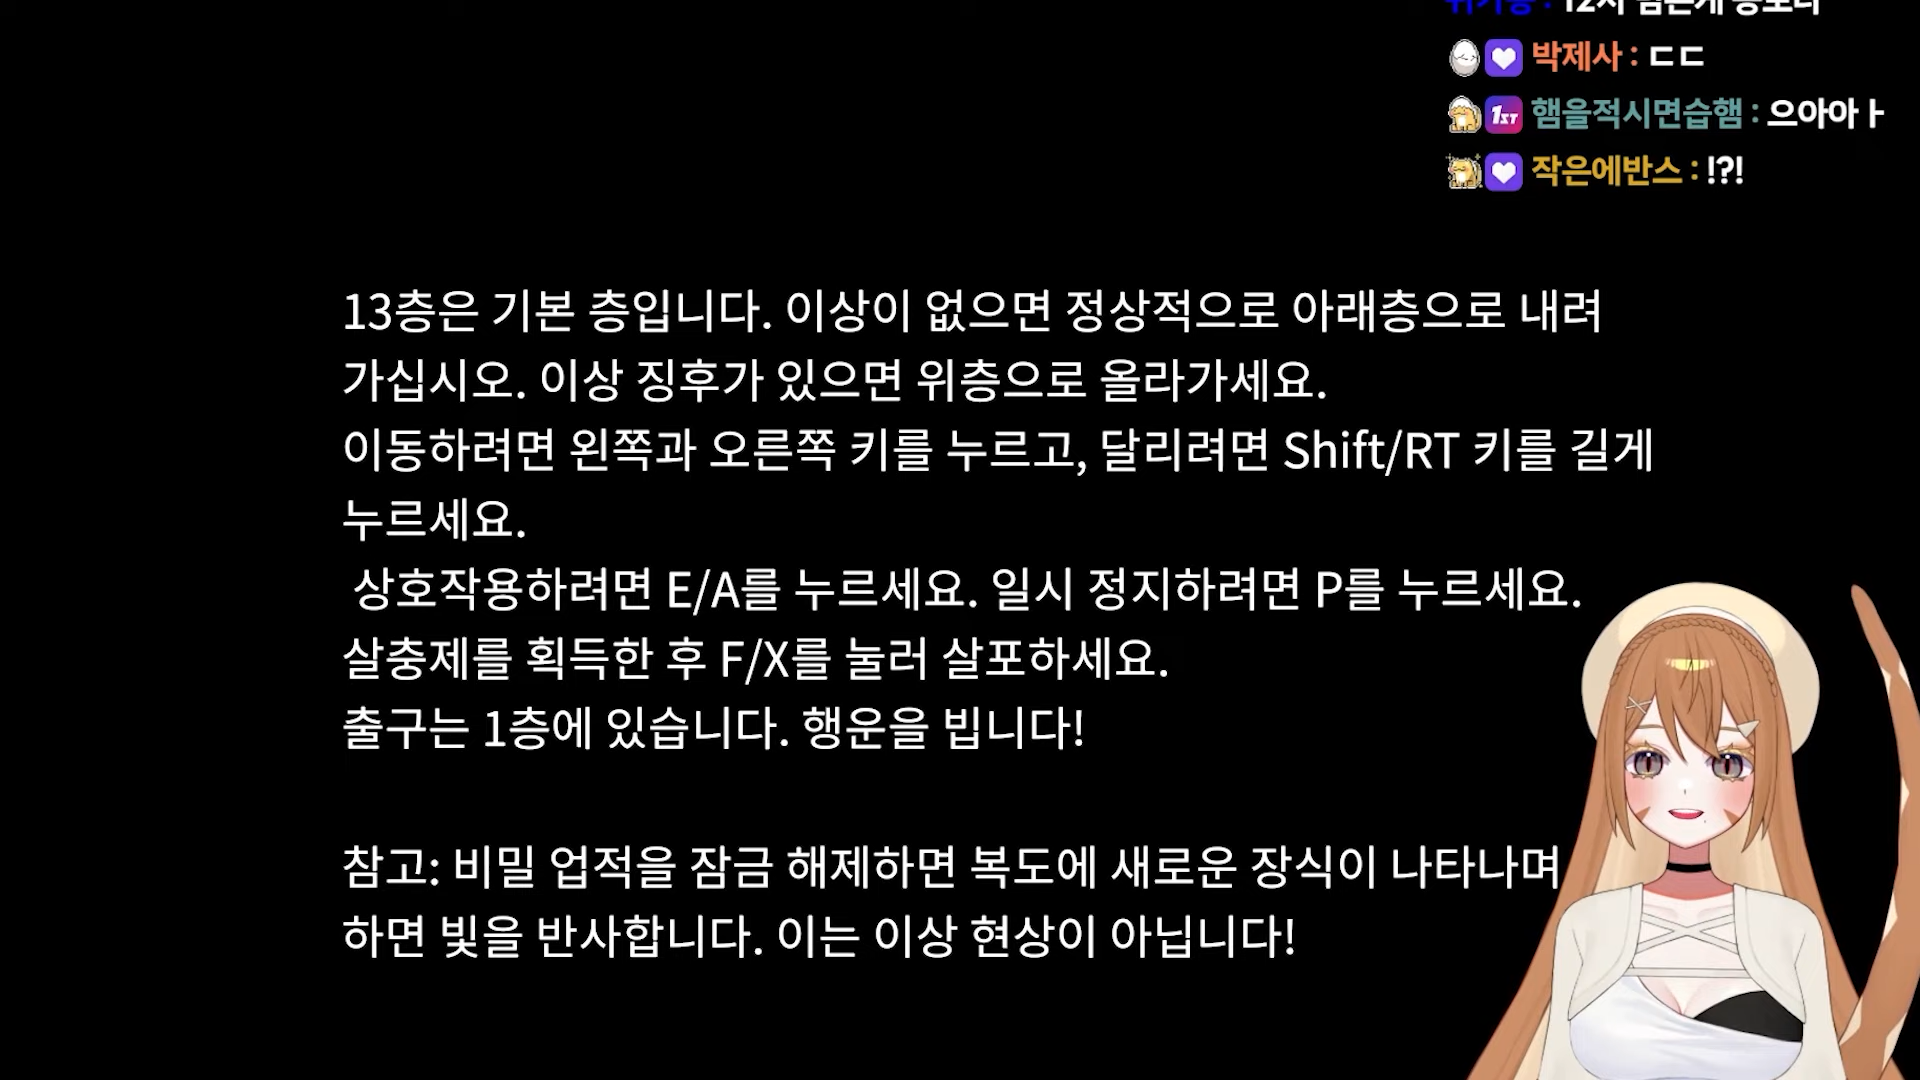 박제사 : ㄷㄷ
햄을적시면습햄 : 으아아ㅏ
작은에반스 : !?!
13층은 기본 층입니다. 이상이 없으면 정상적으로 아래층으로 내려
가십시오. 이상 징후가 있으면 위층으로 올라가세요.
이동하려면 왼쪽과 오른쪽 키를 누르고, 달리려면 Shift/RT 키를 길게
누르세요.
상호작용하려면 E/A를 누르세요. 일시 정지하려면 P를 누르세요.
살충제를 획득한 후 F/X를 눌러 살포하세요.
출구는 1층에 있습니다. 행운을 빕니다!
참고: 비밀 업적을 잠금 해제하면 복도에 새로운 장식이 나타나며
하면 빛을 반사합니다. 이는 이상 현상이 아닙니다!